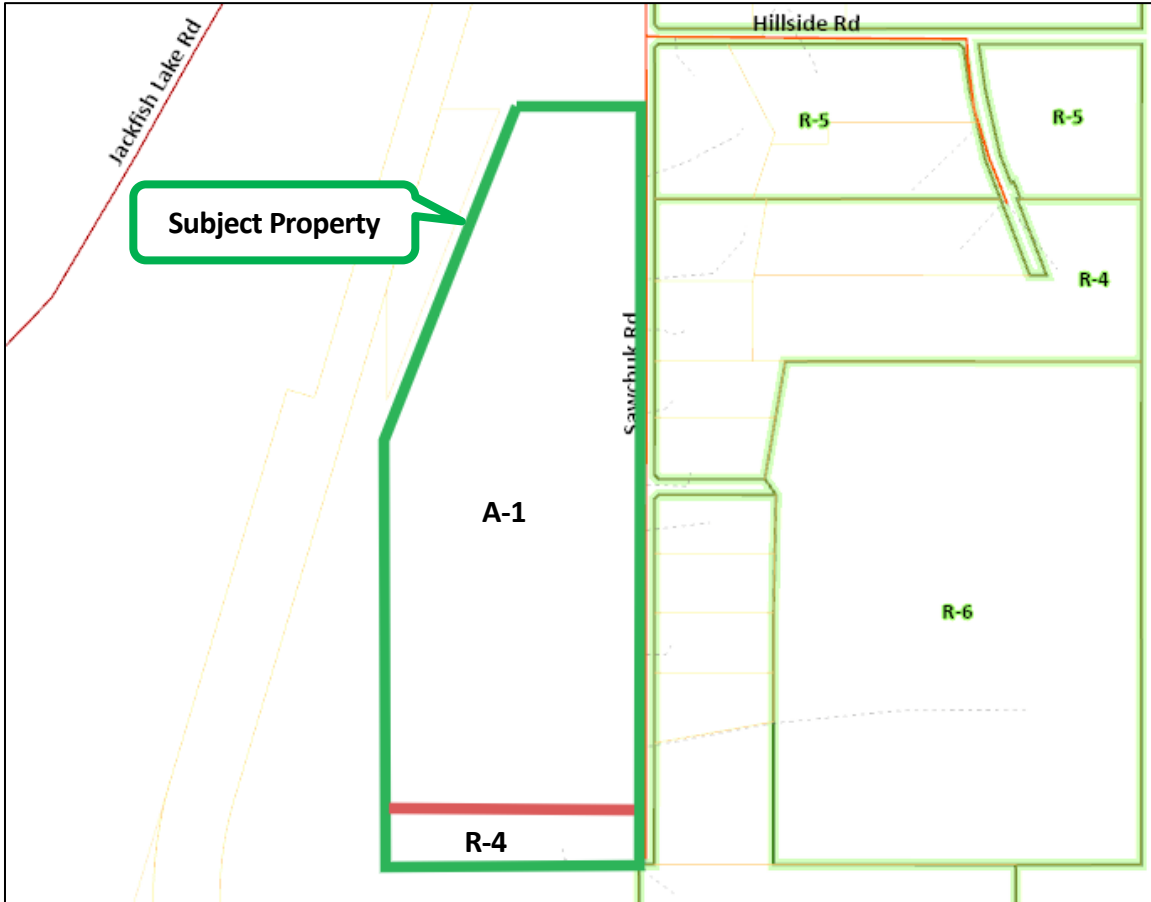 Hillside Rd
Jackfish Lake Rd
R-5
R-5
Subject Property
R-4
Sawchuk Rd
A-1
R-6
R-4